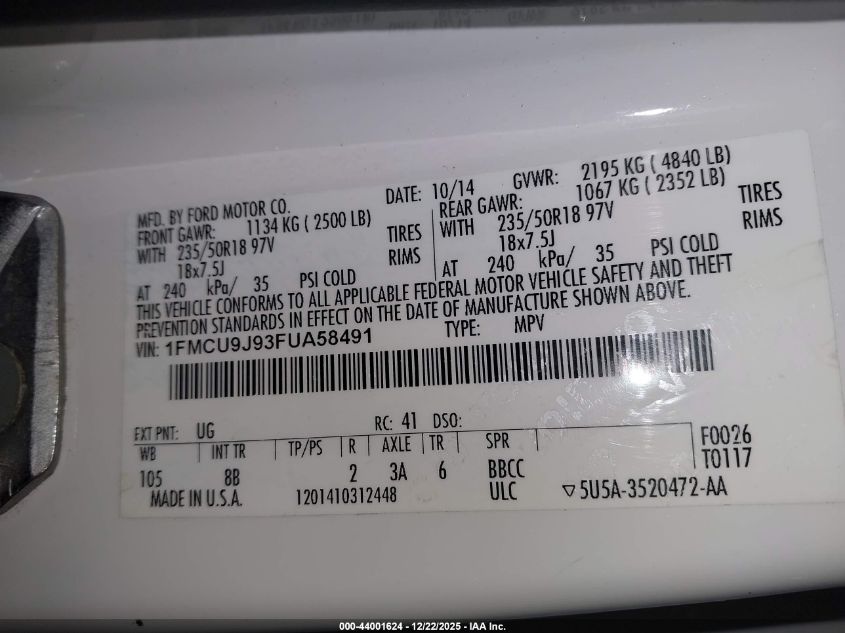 MFD. BY FORD MOTOR CO. DATE: 10/14 GVWR: 2195 KG ( 4840 LB)
FRONT GAWR: 1134 KG ( 2500 LB) REAR GAWR: 1067 KG ( 2352 LB)
WITH 235/50R18 97V TIRES WITH 235/50R18 97V TIRES
18x7.5J RIMS 18x7.5J RIMS
AT 240 kPa/ 35 PSI COLD AT 240 kPa/ 35 PSI COLD
THIS VEHICLE CONFORMS TO ALL APPLICABLE FEDERAL MOTOR VEHICLE SAFETY AND THEFT
PREVENTION STANDARDS IN EFFECT ON THE DATE OF MANUFACTURE SHOWN ABOVE.
VIN: 1FMCU9J93FUA58491 TYPE: MPV
EXT PNT: UG RC: 41 DSO:
WB INT TR TP/PS R AXLE TR SPR F0026
105 8B 2 3A 6 BBCC T0117
MADE IN U.S.A. 1201410312448 ULC ▽5U5A-3520472-AA
000-44001624 - 12/22/2025 - IAA Inc.